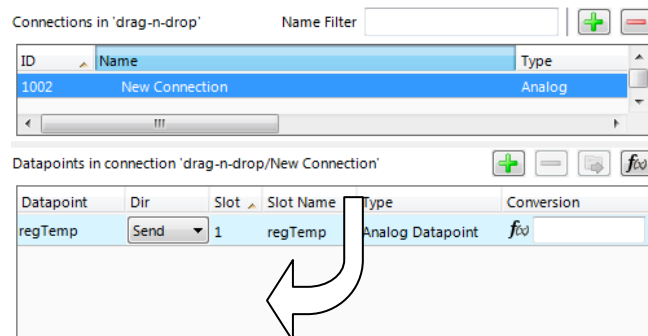 Connections in 'drag-n-drop' Name Filter
ID Name Type
1002 New Connection Analog
Datapoints in connection 'drag-n-drop/New Connection' f(x)
Datapoint Dir Slot Slot Name Type Conversion
regTemp Send 1 regTemp Analog Datapoint f(x)